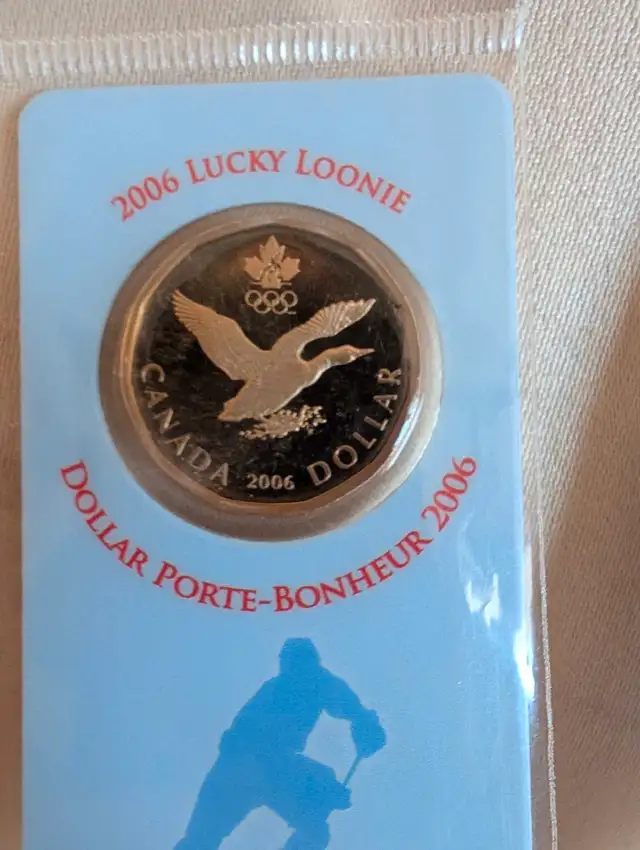 2006 LUCKY LOONIE
CANADA 2006 DOLLAR
DOLLAR PORTE-BONHEUR 2006